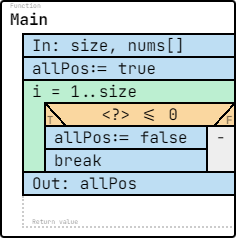 Function
Main
In: size, nums[]
allPos:= true
i = 1..size
<?> ⩽ 0
T F
allPos:= false -
break
Out: allPos
Return value